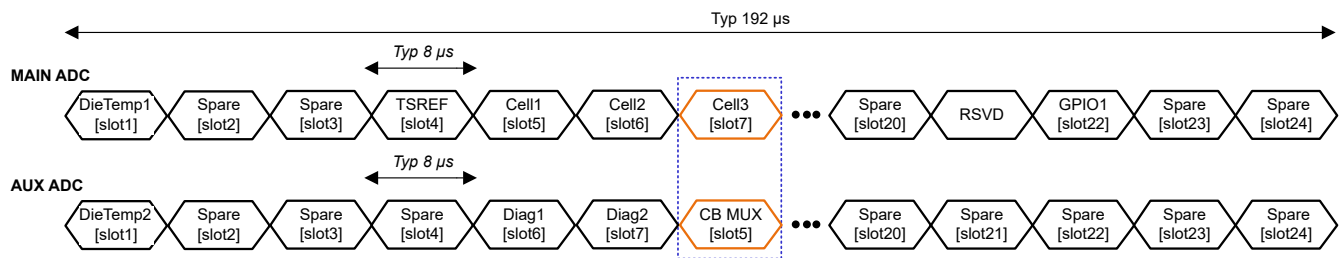 Typ 192 µs
Typ 8 µs
MAIN ADC
DieTemp1 Spare Spare TSREF Cell1 Cell2 Cell3 Spare RSVD GPIO1 Spare Spare
[slot1] [slot2] [slot3] [slot4] [slot5] [slot6] [slot7] [slot20] [slot22] [slot23] [slot24]
Typ 8 µs
AUX ADC
DieTemp2 Spare Spare Spare Diag1 Diag2 CB MUX Spare Spare Spare Spare Spare
[slot1] [slot2] [slot3] [slot4] [slot6] [slot7] [slot5] [slot20] [slot21] [slot22] [slot23] [slot24]